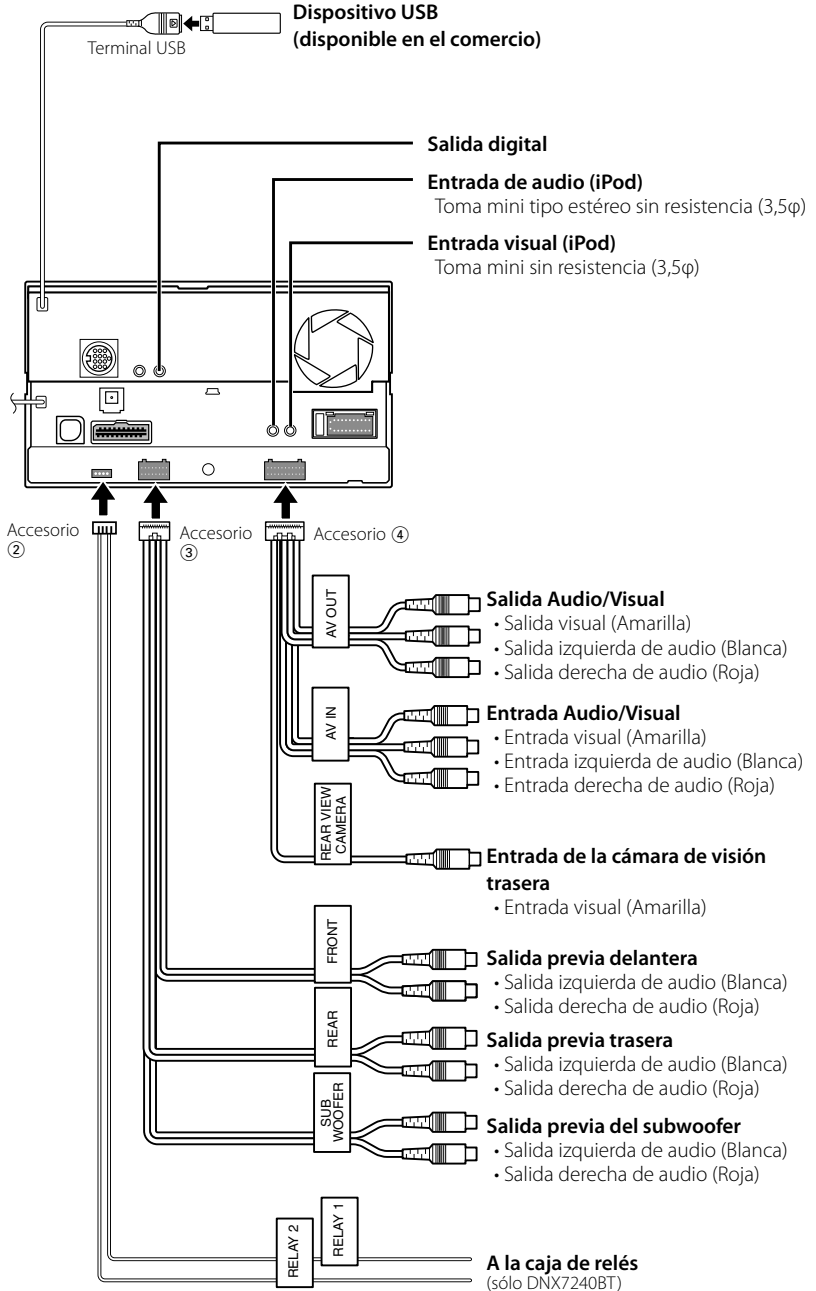 Dispositivo USB
(disponible en el comercio)
Terminal USB
Salida digital
Entrada de audio (iPod)
Toma mini tipo estéreo sin resistencia (3,5φ)
Entrada visual (iPod)
Toma mini sin resistencia (3,5φ)
Accesorio
②
Accesorio
③
Accesorio ④
AV OUT
Salida Audio/Visual
• Salida visual (Amarilla)
• Salida izquierda de audio (Blanca)
• Salida derecha de audio (Roja)
AV IN
Entrada Audio/Visual
• Entrada visual (Amarilla)
• Entrada izquierda de audio (Blanca)
• Entrada derecha de audio (Roja)
REAR VIEW
CAMERA
Entrada de la cámara de visión
trasera
• Entrada visual (Amarilla)
FRONT
Salida previa delantera
• Salida izquierda de audio (Blanca)
• Salida derecha de audio (Roja)
REAR
Salida previa trasera
• Salida izquierda de audio (Blanca)
• Salida derecha de audio (Roja)
SUB
WOOFER
Salida previa del subwoofer
• Salida izquierda de audio (Blanca)
• Salida derecha de audio (Roja)
RELAY 2
RELAY 1
A la caja de relés
(sólo DNX7240BT)